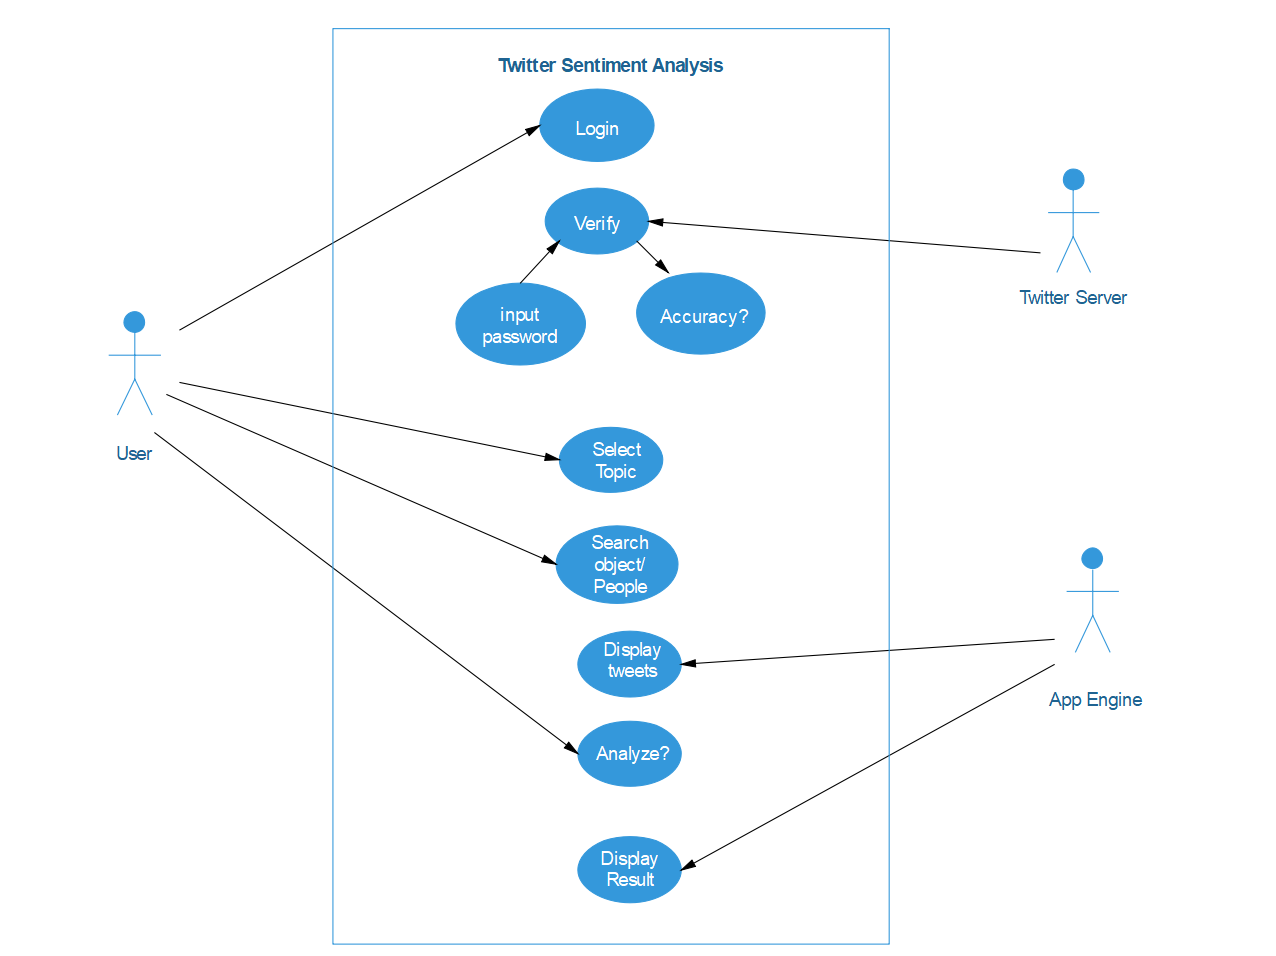 Twitter Sentiment Analysis
Login
Verify
input
password
Accuracy?
Twitter Server
User
Select
Topic
Search
object/
People
Display
tweets
App Engine
Analyze?
Display
Result